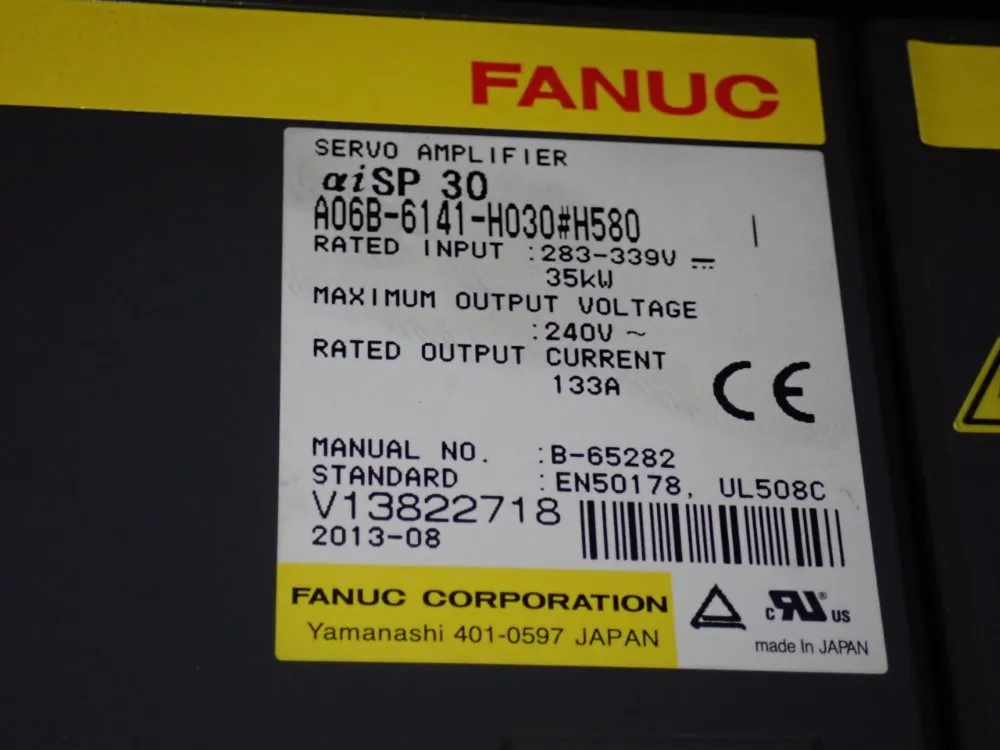 FANUC
SERVO AMPLIFIER
αiSP 30
A06B-6141-H030#H580
RATED INPUT :283-339V ⎓
35kW
MAXIMUM OUTPUT VOLTAGE
:240V ~
RATED OUTPUT CURRENT
133A
CE
MANUAL NO. :B-65282
STANDARD :EN50178, UL508C
V13822718
2013-08
FANUC CORPORATION
Yamanashi 401-0597 JAPAN
c RU ® US
made In JAPAN